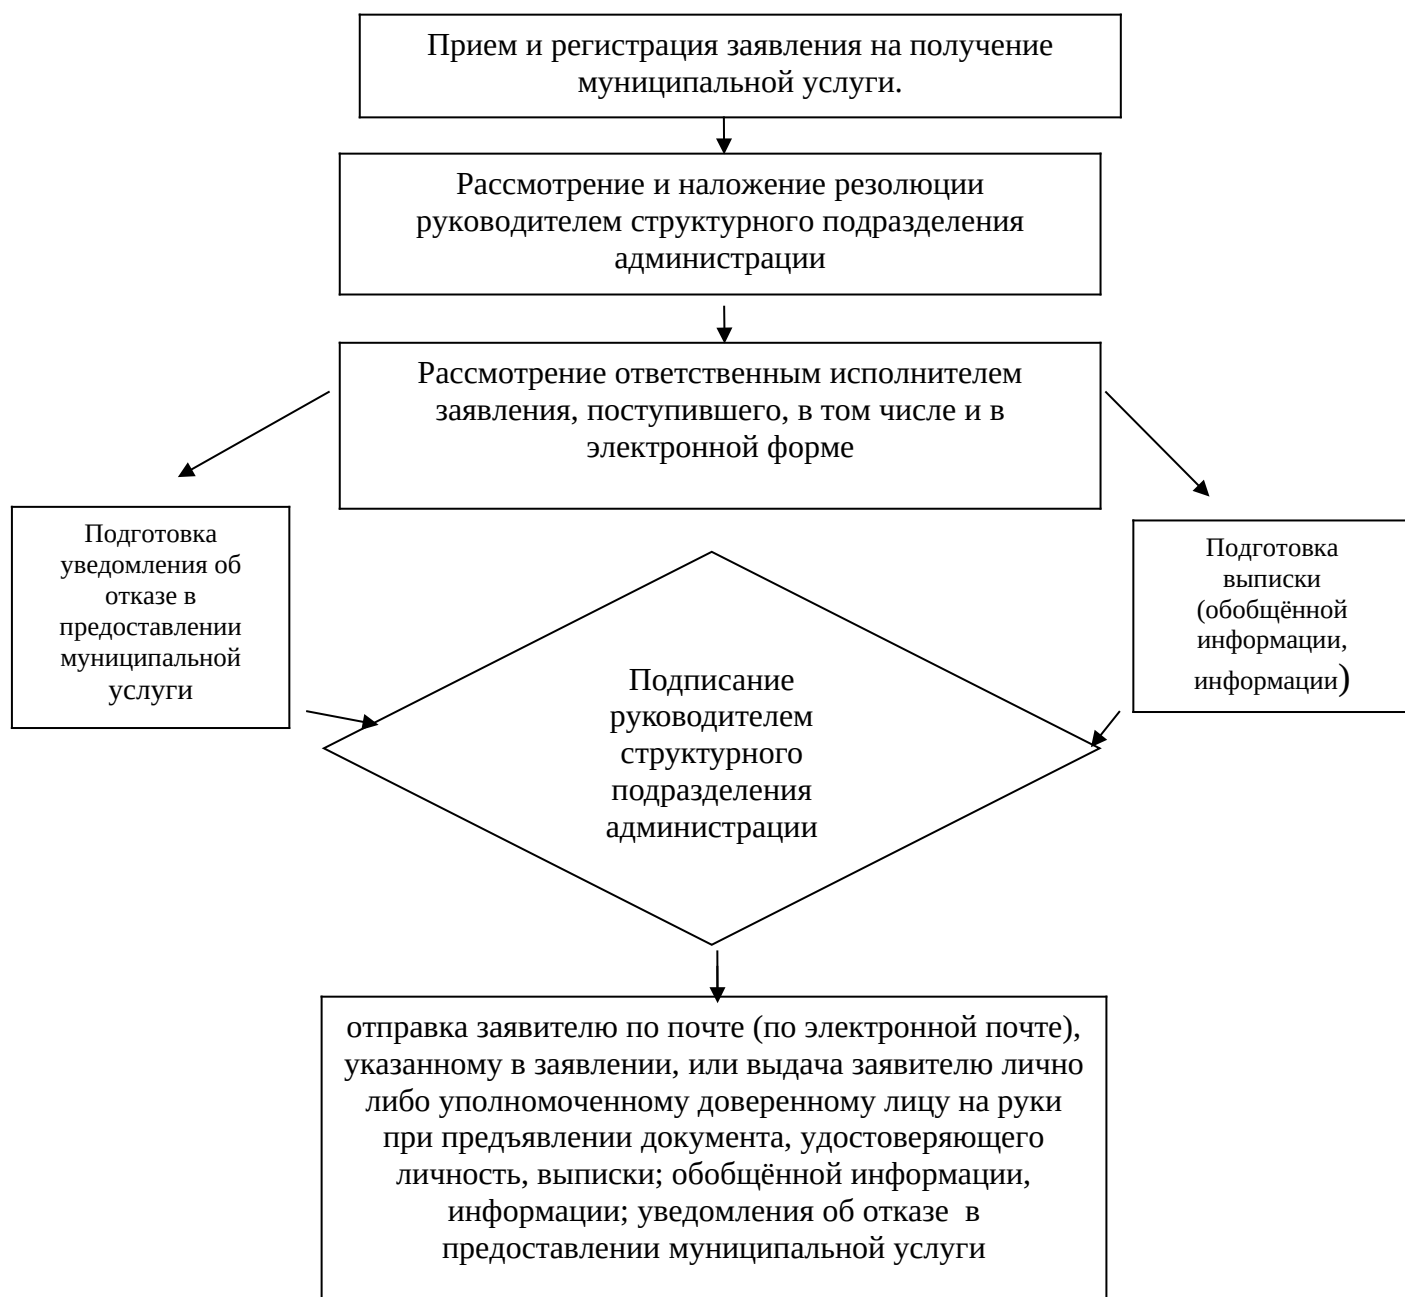 Прием и регистрация заявления на получение
муниципальной услуги.
Рассмотрение и наложение резолюции
руководителем структурного подразделения
администрации
Рассмотрение ответственным исполнителем
заявления, поступившего, в том числе и в
электронной форме
Подготовка
уведомления об
отказе в
предоставлении
муниципальной
услуги
Подготовка
выписки
(обобщённой
информации,
информации)
Подписание
руководителем
структурного
подразделения
администрации
отправка заявителю по почте (по электронной почте),
указанному в заявлении, или выдача заявителю лично
либо уполномоченному доверенному лицу на руки
при предъявлении документа, удостоверяющего
личность, выписки; обобщённой информации,
информации; уведомления об отказе  в
предоставлении муниципальной услуги